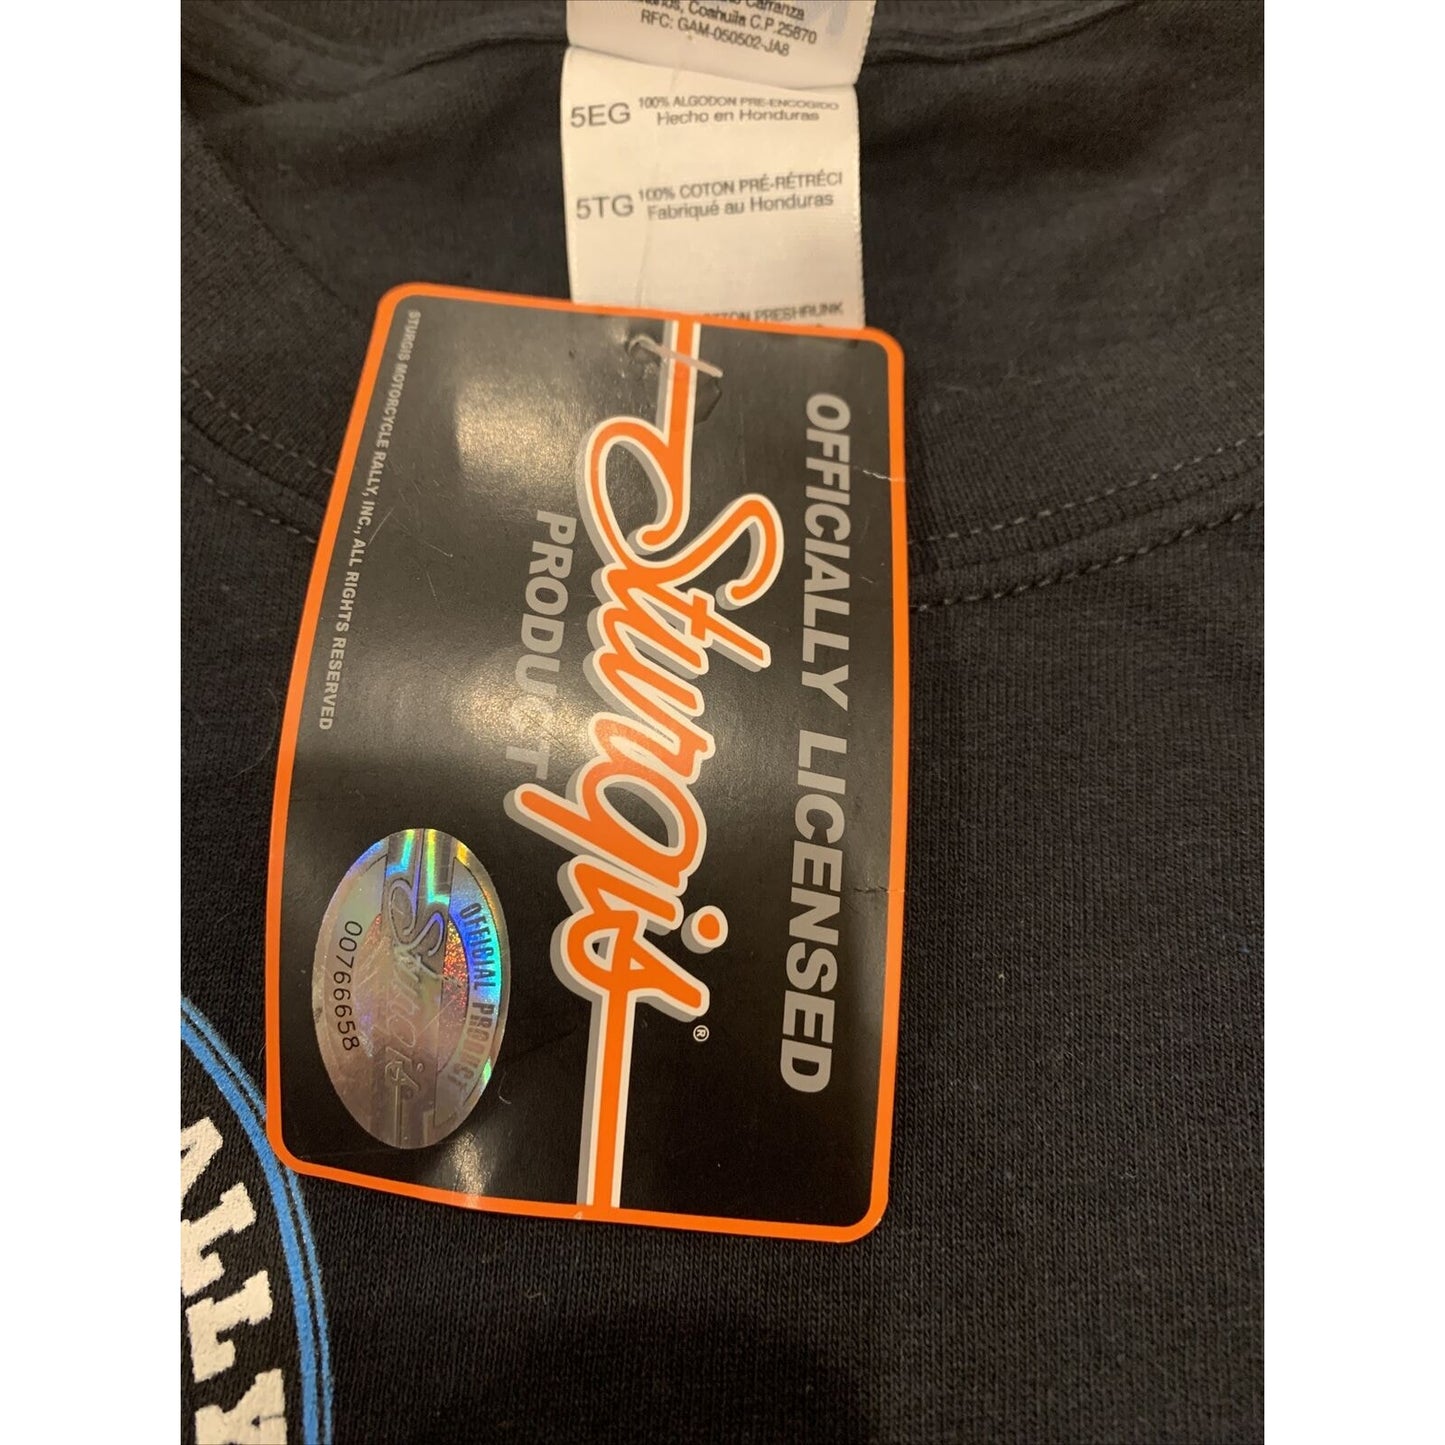 Carranza
Coahuila C.P. 25870
RFC: GAM-050502-JA8
5EG 100% ALGODON PRE-ENCOGIDO
Hecho en Honduras
5TG 100% COTON PRÉ-RÉTRÉCI
Fabriqué au Honduras
PRESHRUNK
OFFICIALLY LICENSED
Sturgis®
PRODUCT
STURGIS MOTORCYCLE RALLY, INC., ALL RIGHTS RESERVED
OFFICIAL PRODUCT
Sturgis
00766658
ALLY